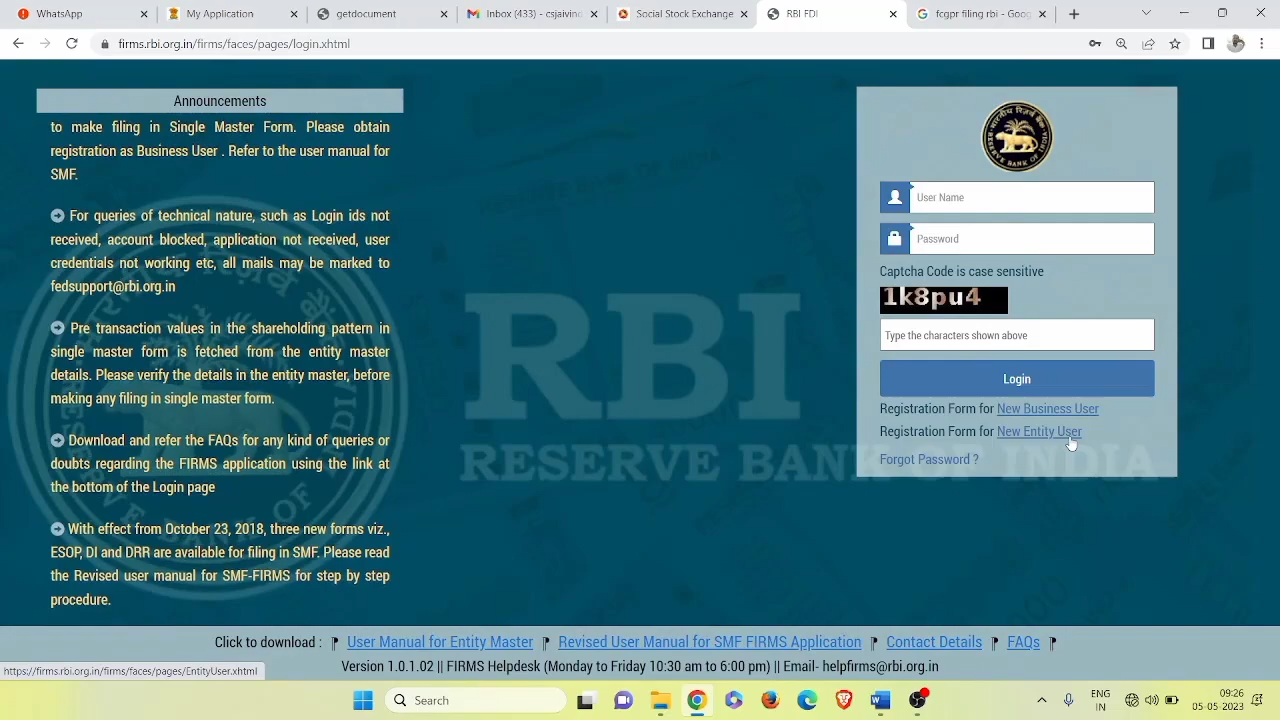 WhatsApp
My Application
getdocument
Inbox (433) - csjaivind
Social Stock Exchange
RBI FDI
fcgpr filing rbi - Goog
firms.rbi.org.in/firms/faces/pages/login.xhtml
Announcements
to make filing in Single Master Form. Please obtain
registration as Business User . Refer to the user manual for
SMF.
For queries of technical nature, such as Login ids not
received, account blocked, application not received, user
credentials not working etc, all mails may be marked to
fedsupport@rbi.org.in
Pre transaction values in the shareholding pattern in
single master form is fetched from the entity master
details. Please verify the details in the entity master, before
making any filing in single master form.
Download and refer the FAQs for any kind of queries or
doubts regarding the FIRMS application using the link at
the bottom of the Login page
With effect from October 23, 2018, three new forms viz.,
ESOP, DI and DRR are available for filing in SMF. Please read
the Revised user manual for SMF-FIRMS for step by step
procedure.
RBI
RESERVE BANK OF INDIA
भारतीय रिज़र्व बैंक
RESERVE BANK OF INDIA
User Name
Password
Captcha Code is case sensitive
1k8pu4
Type the characters shown above
Login
Registration Form for New Business User
Registration Form for New Entity User
Forgot Password ?
Click to download : User Manual for Entity Master Revised User Manual for SMF FIRMS Application Contact Details FAQs
Version 1.0.1.02 || FIRMS Helpdesk (Monday to Friday 10:30 am to 6:00 pm) || Email- helpfirms@rbi.org.in
https://firms.rbi.org.in/firms/faces/pages/EntityUser.xhtml
Search
ENG
IN
09:26
05-05-2023